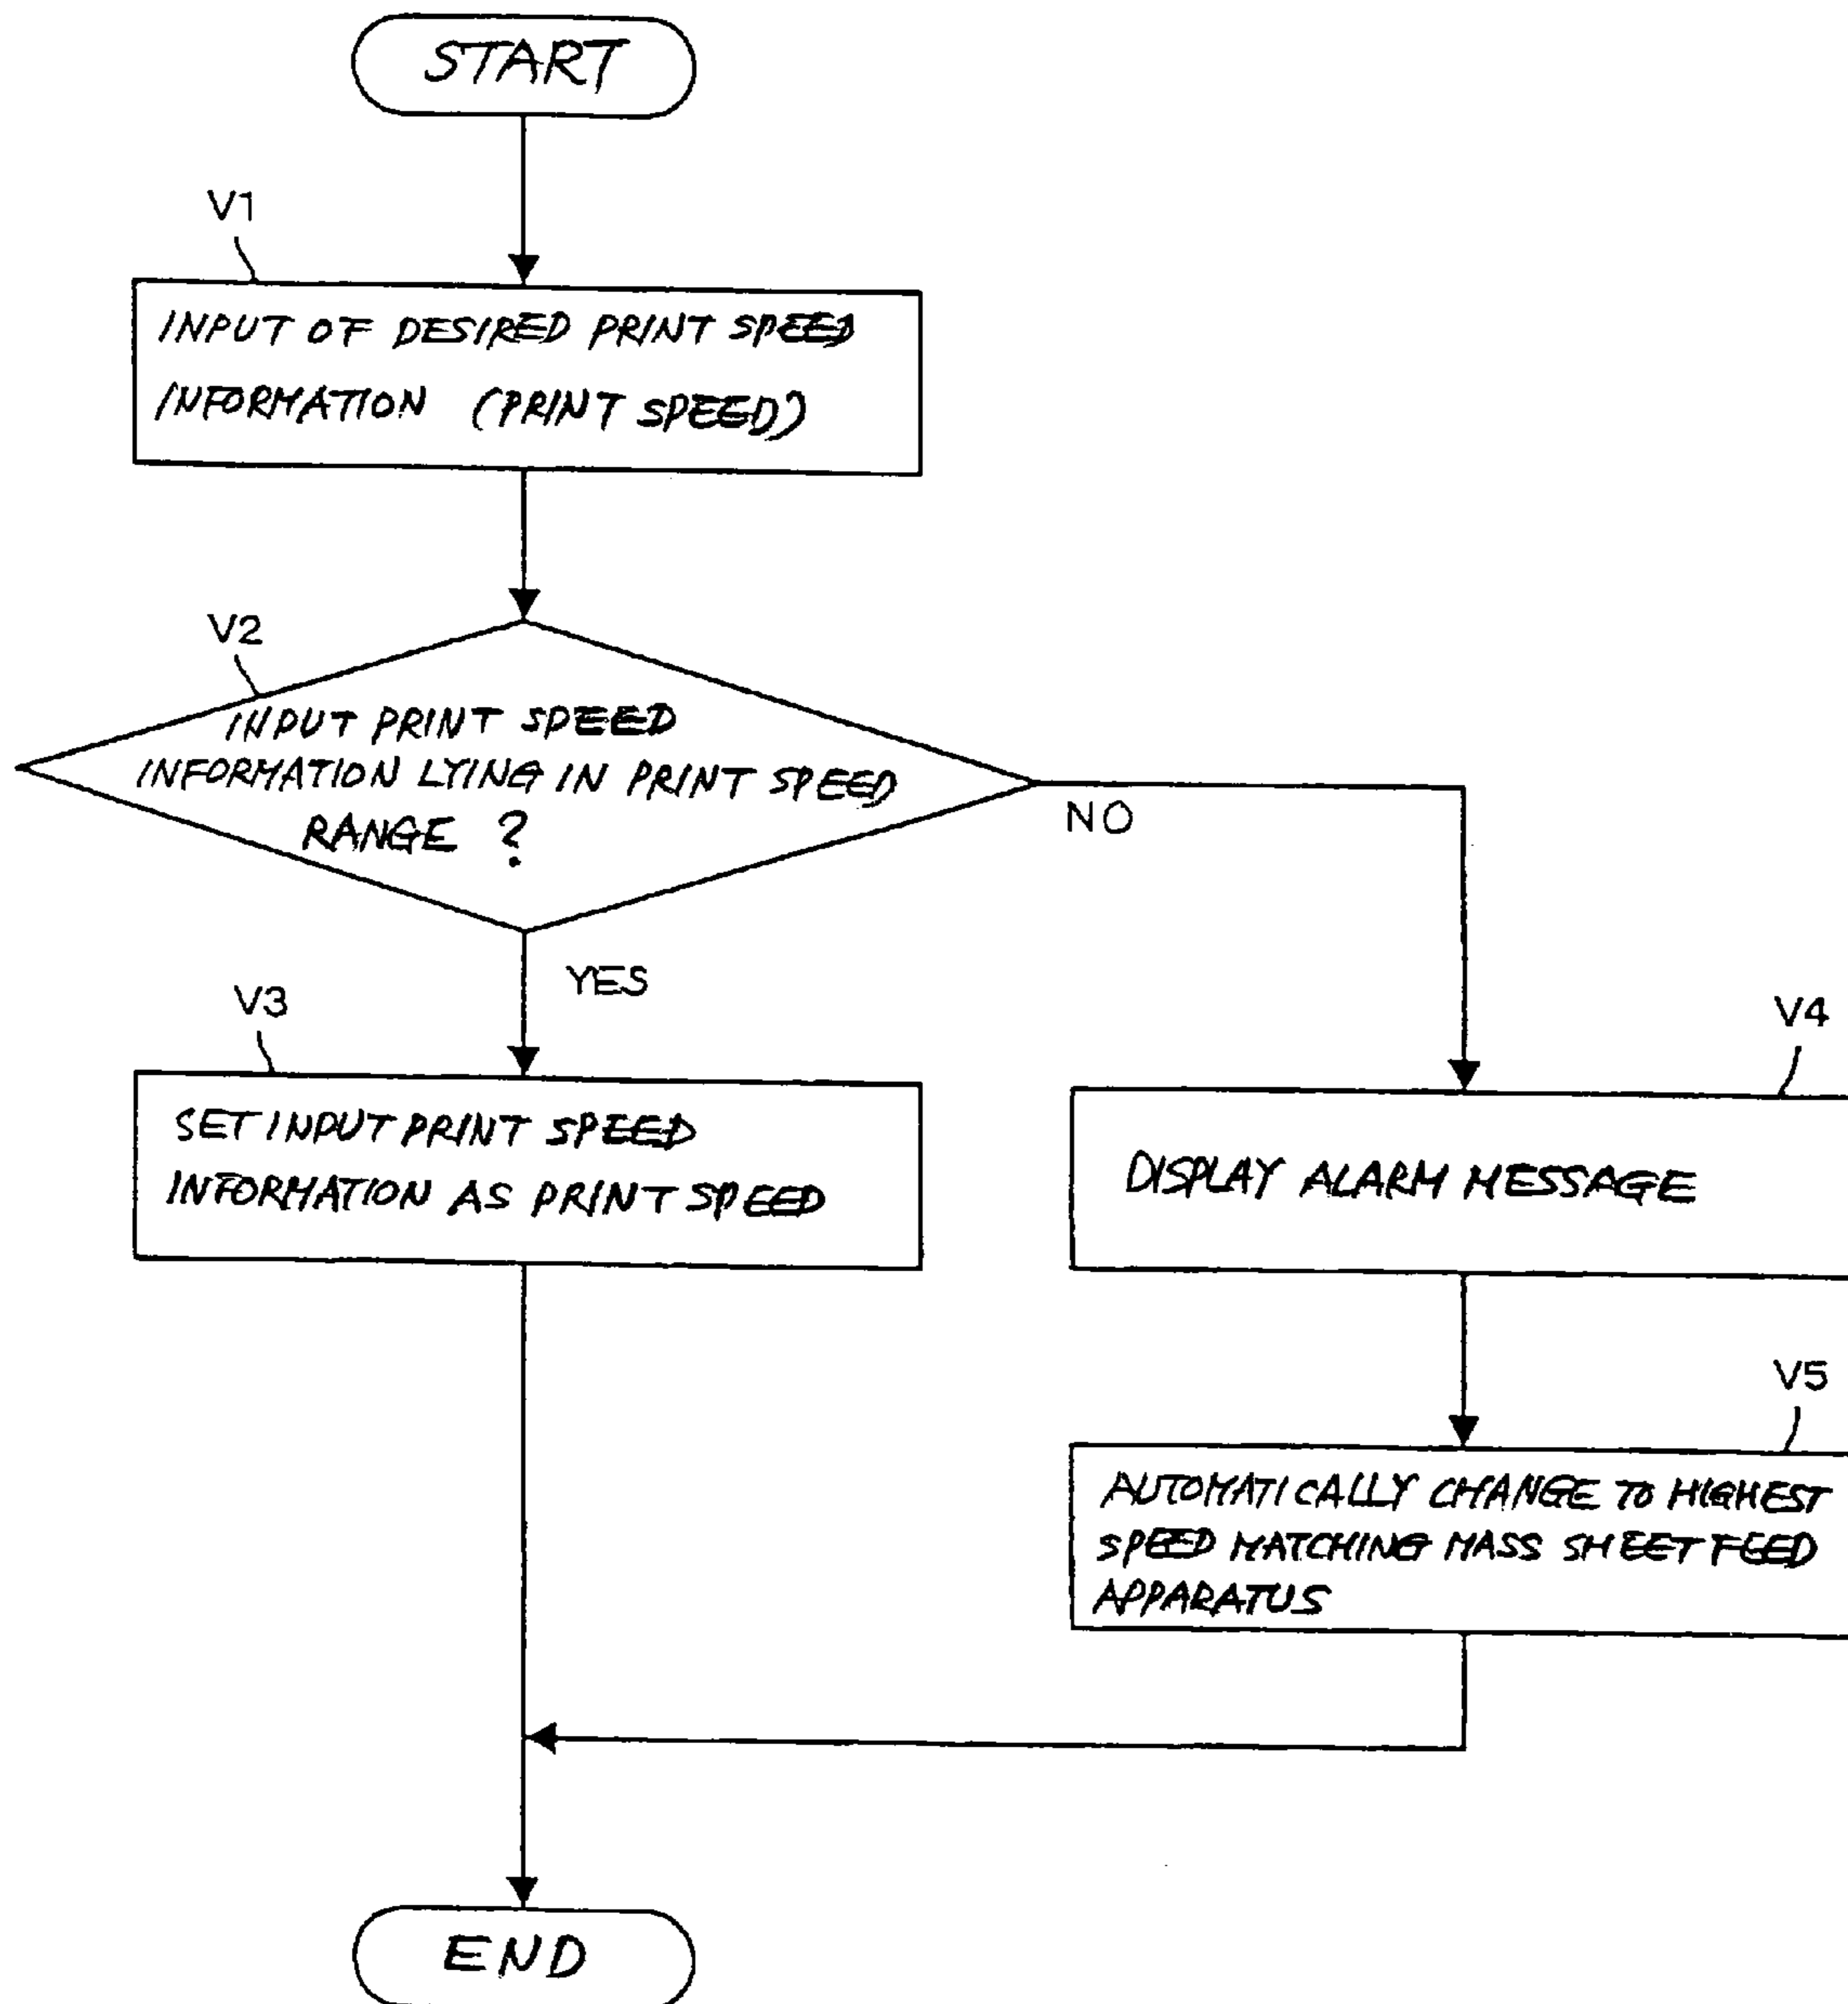 START
V1
INPUT OF DESIRED PRINT SPEED
INFORMATION (PRINT SPEED)
V2
INPUT PRINT SPEED
INFORMATION LYING IN PRINT SPEED
RANGE ?
NO
YES
V3
SET INPUT PRINT SPEED
INFORMATION AS PRINT SPEED
V4
DISPLAY ALARM MESSAGE
V5
AUTOMATICALLY CHANGE TO HIGHEST
SPEED MATCHING MASS SHEET FEED
APPARATUS
END